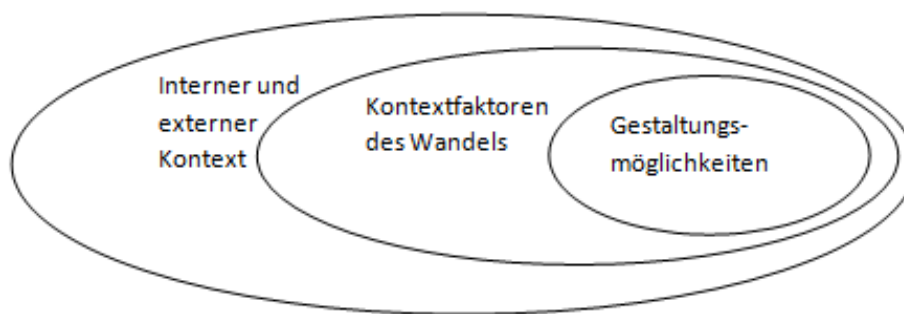 Interner und
externer
Kontext
Kontextfaktoren
des Wandels
Gestaltungs-
möglichkeiten